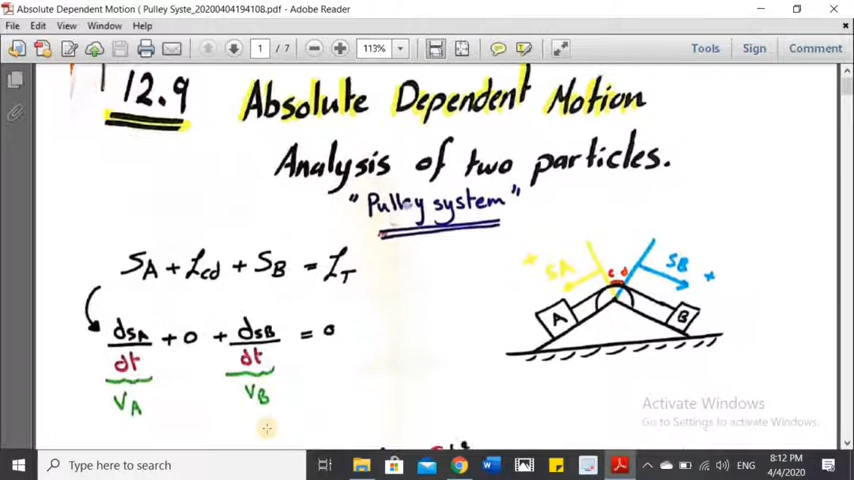 Absolute Dependent Motion ( Pulley Syste_20200404194108.pdf - Adobe Reader
File Edit View Window Help
1 / 7 113% Tools Sign Comment
12.9 Absolute Dependent Motion
Analysis of two particles.
"Pulley system"
SA + Lcd + SB = LT
+ SA c d SB +
A B
dSA/dt + 0 + dSB/dt = 0
VA VB
Activate Windows
Go to Settings to activate Windows.
Type here to search
ENG
8:12 PM
4/4/2020